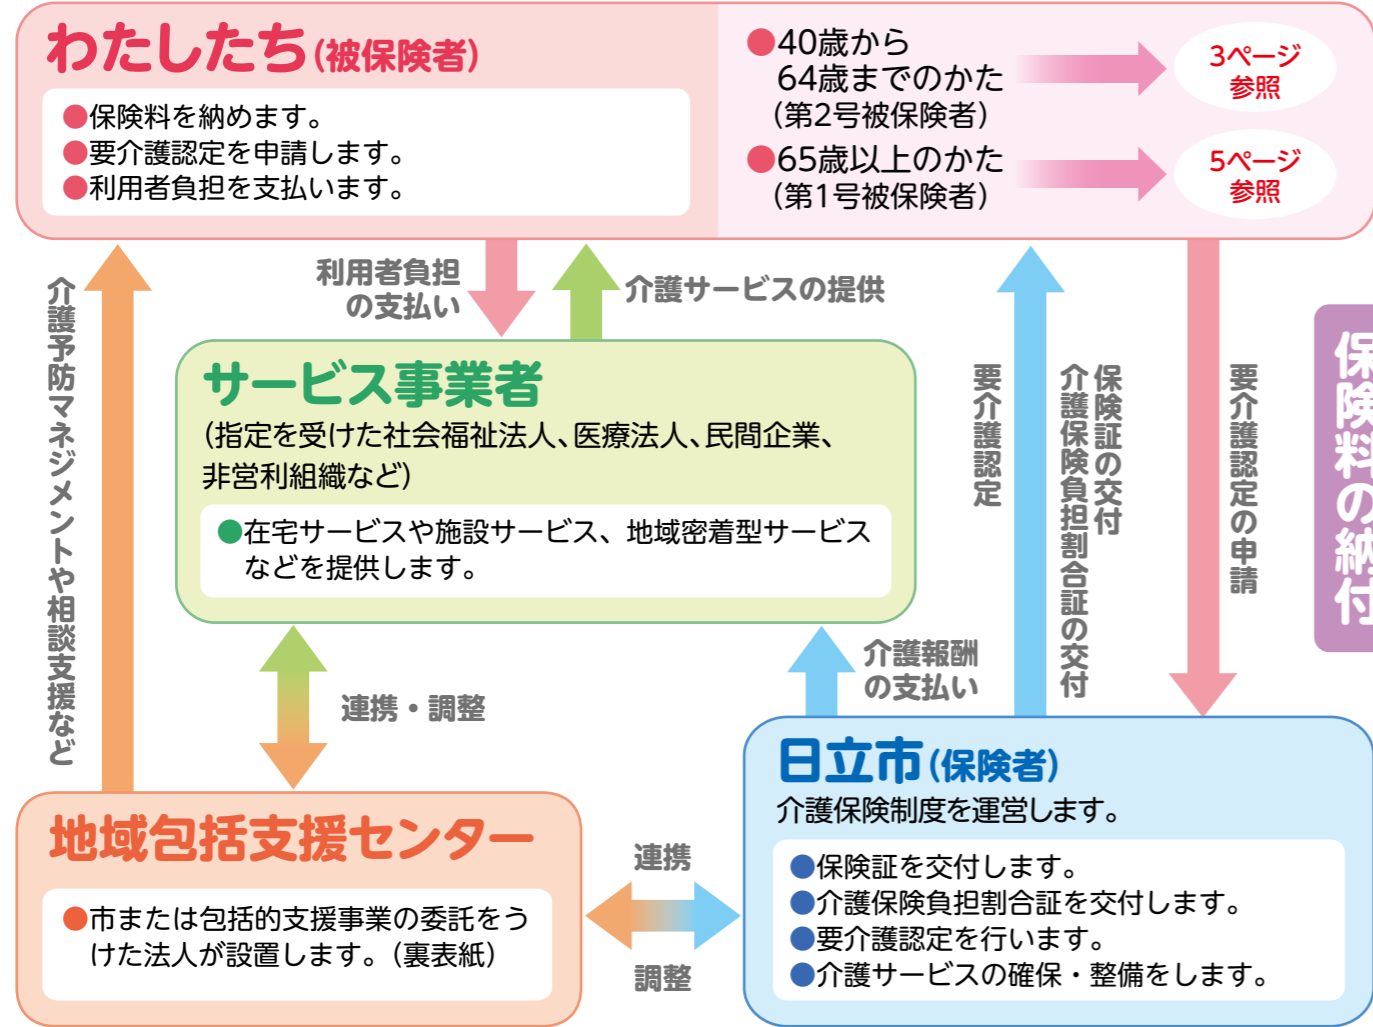 わたしたち(被保険者)
●保険料を納めます。
●要介護認定を申請します。
●利用者負担を支払います。
●40歳から
64歳までのかた
(第2号被保険者)
3ページ
参照
●65歳以上のかた
(第1号被保険者)
5ページ
参照
介護予防マネジメントや相談支援など
利用者負担
の支払い
介護サービスの提供
サービス事業者
(指定を受けた社会福祉法人、医療法人、民間企業、
非営利組織など)
●在宅サービスや施設サービス、地域密着型サービス
などを提供します。
要介護認定
保険証の交付
介護保険負担割合証の交付
要介護認定の申請
保険料の納付
連携・調整
介護報酬
の支払い
地域包括支援センター
●市または包括的支援事業の委託をう
けた法人が設置します。(裏表紙)
連携
調整
日立市(保険者)
介護保険制度を運営します。
●保険証を交付します。
●介護保険負担割合証を交付します。
●要介護認定を行います。
●介護サービスの確保・整備をします。